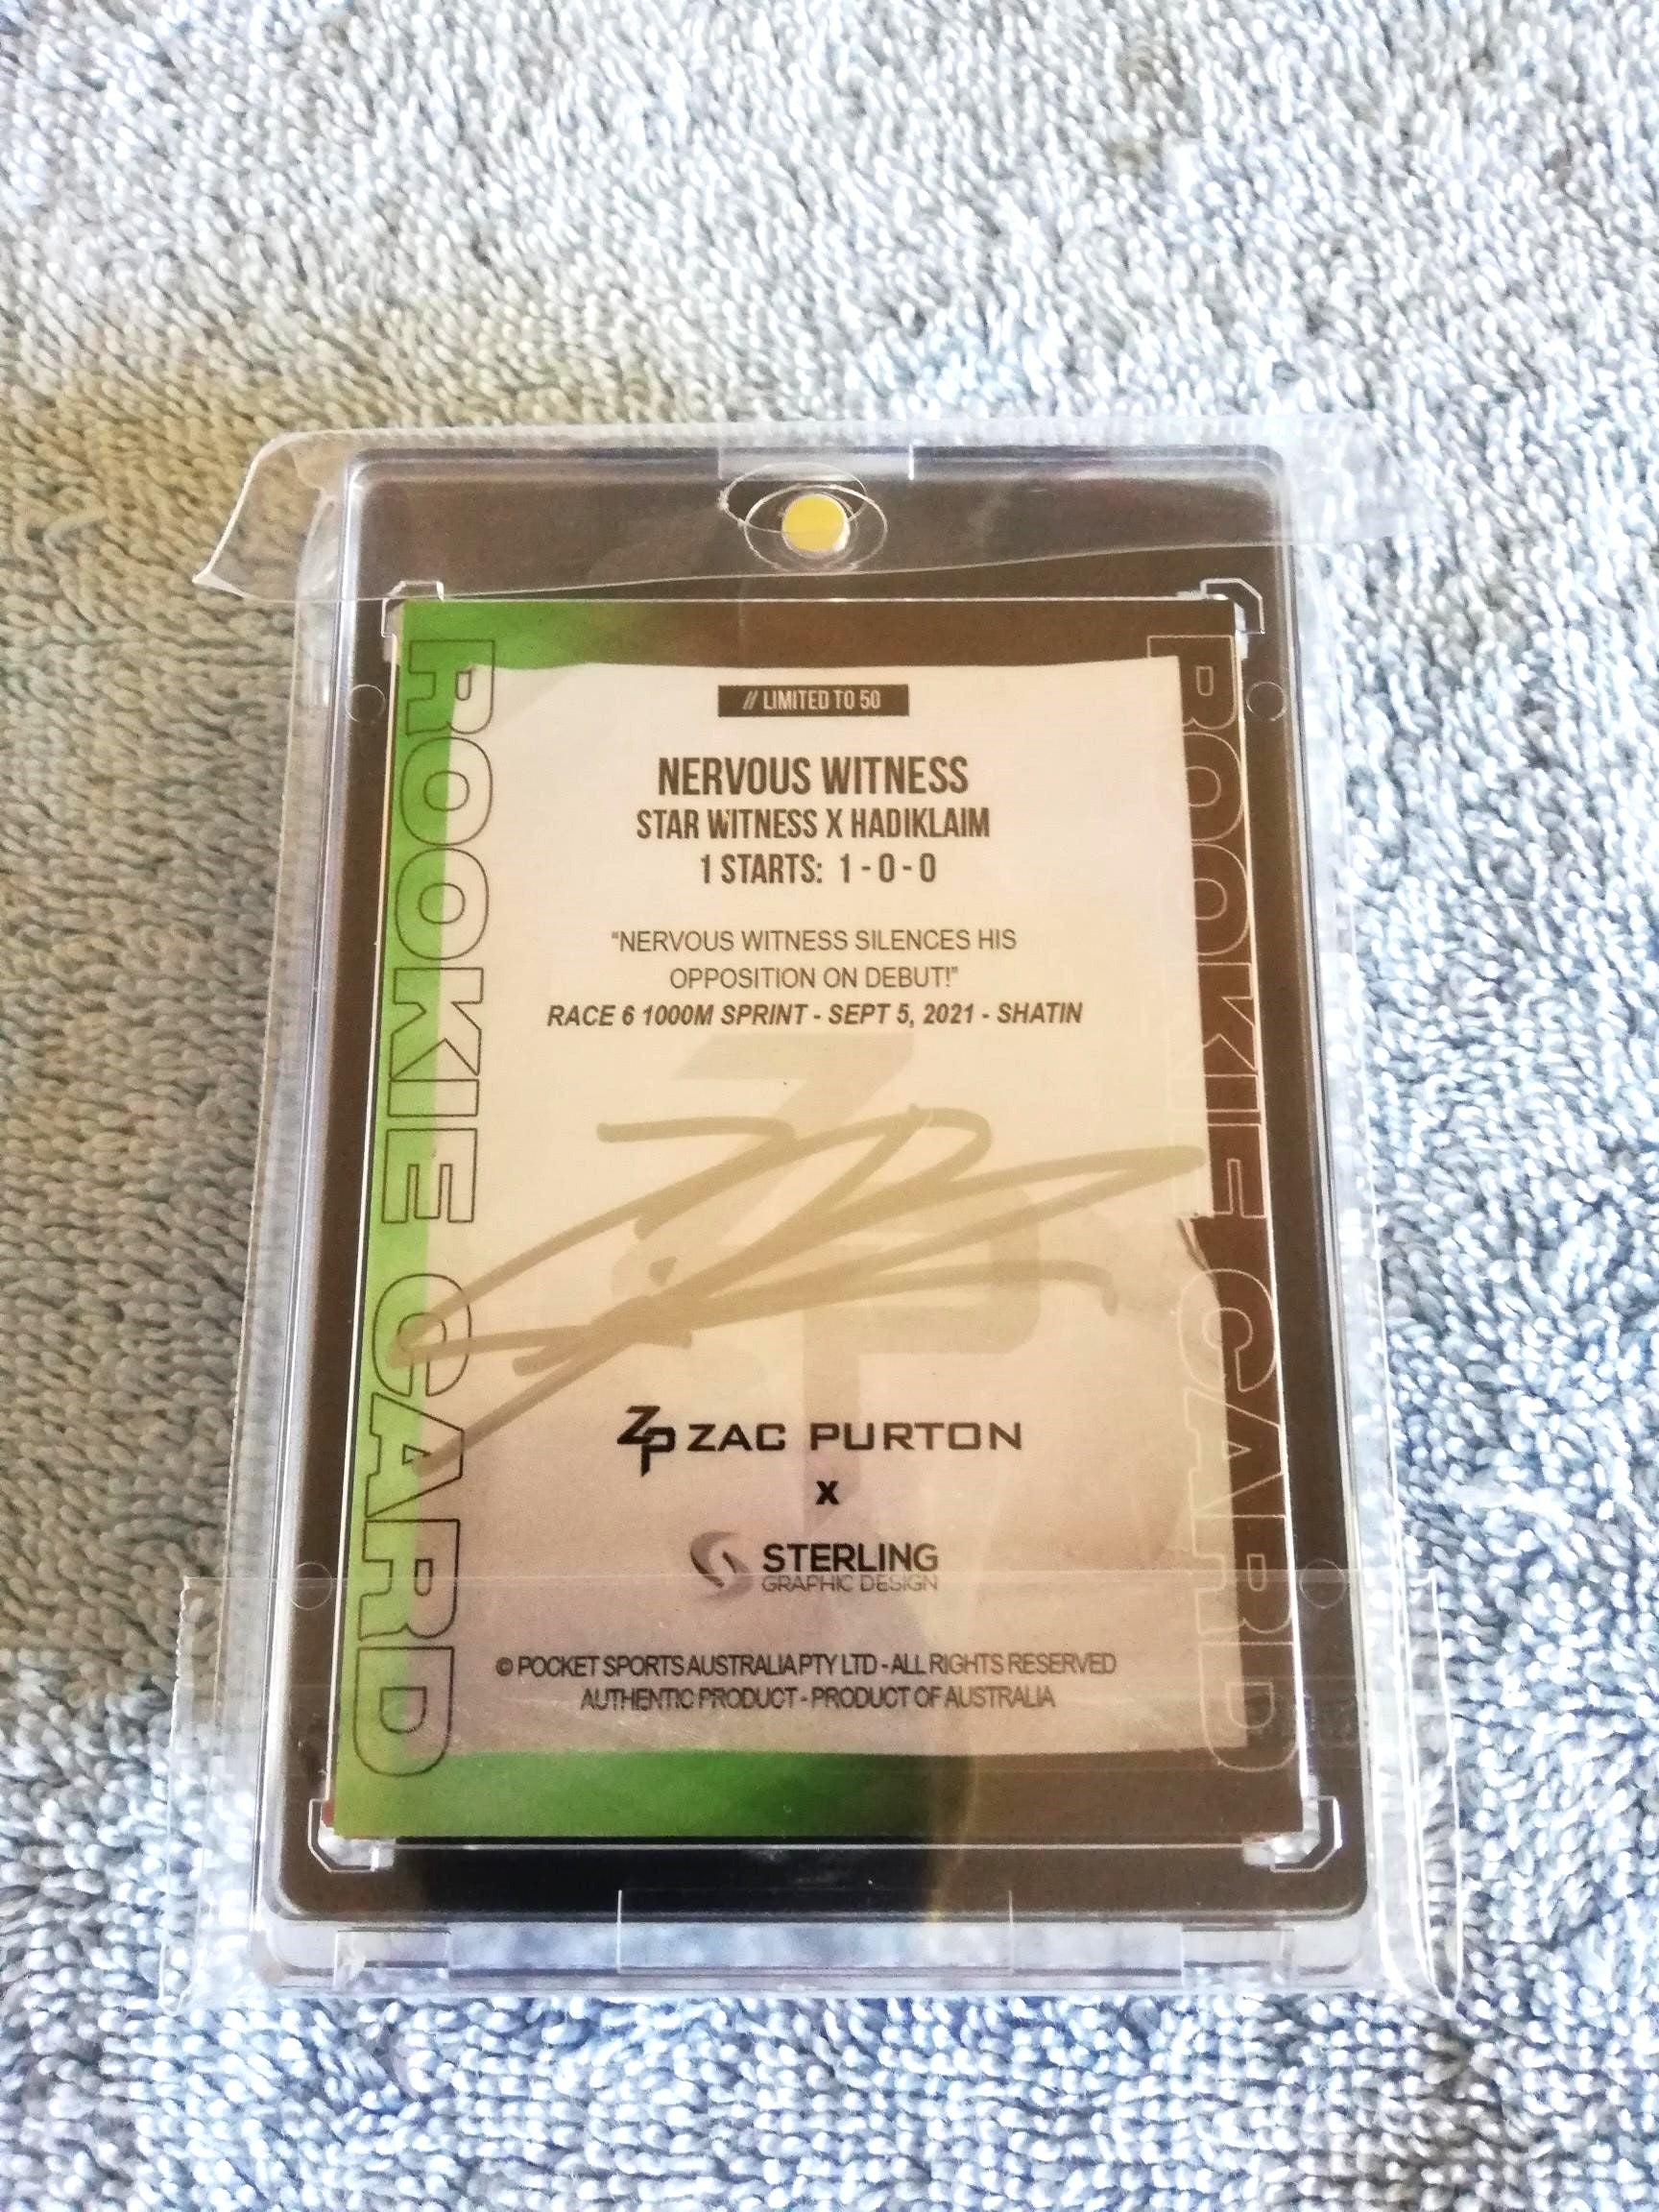 // LIMITED TO 50
NERVOUS WITNESS
STAR WITNESS X HADIKLAIM
1 STARTS: 1 - 0 - 0
"NERVOUS WITNESS SILENCES HIS
OPPOSITION ON DEBUT!"
RACE 6 1000M SPRINT - SEPT 5, 2021 - SHATIN
ZP ZAC PURTON
X
STERLING
GRAPHIC DESIGN
© POCKET SPORTS AUSTRALIA PTY LTD - ALL RIGHTS RESERVED
AUTHENTIC PRODUCT - PRODUCT OF AUSTRALIA
ROOKIE CARD
ROOKIE CARD
ZP